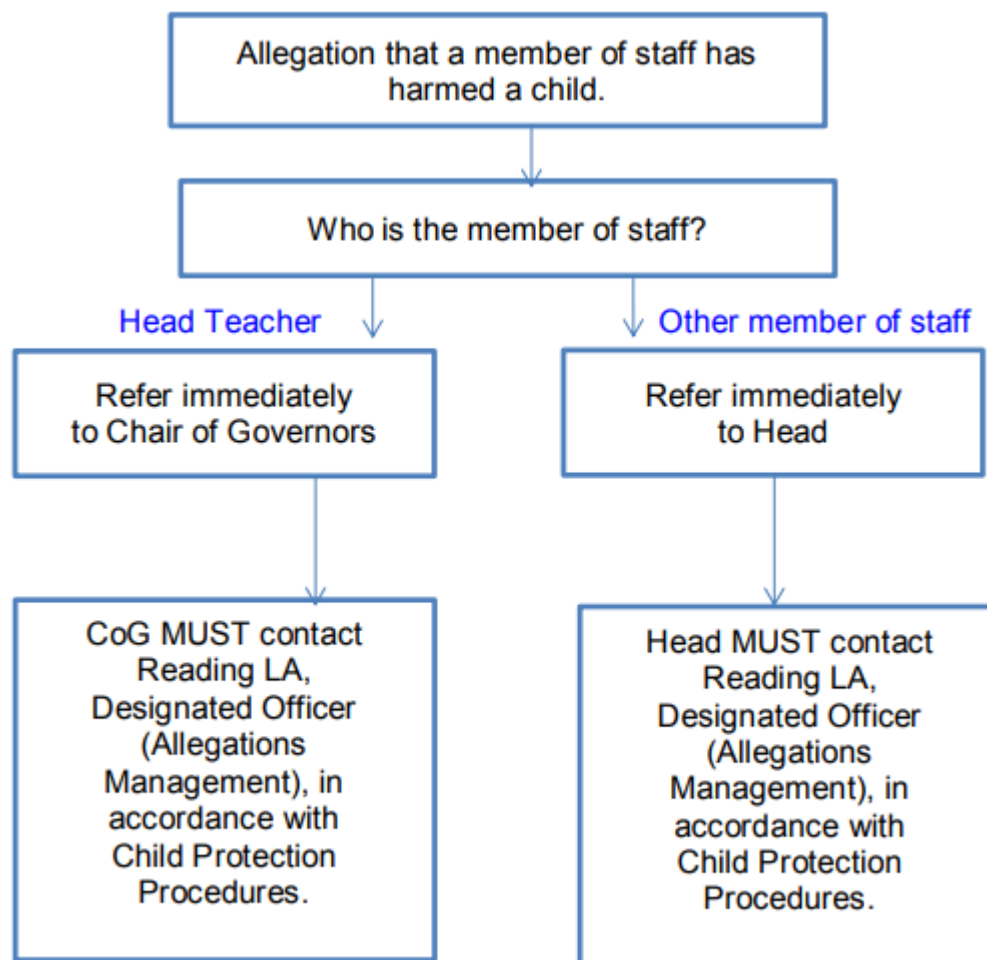 Allegation that a member of staff has
harmed a child.
Who is the member of staff?
Head Teacher
Other member of staff
Refer immediately
to Chair of Governors
Refer immediately
to Head
CoG MUST contact
Reading LA,
Designated Officer
(Allegations
Management), in
accordance with
Child Protection
Procedures.
Head MUST contact
Reading LA,
Designated Officer
(Allegations
Management), in
accordance with
Child Protection
Procedures.